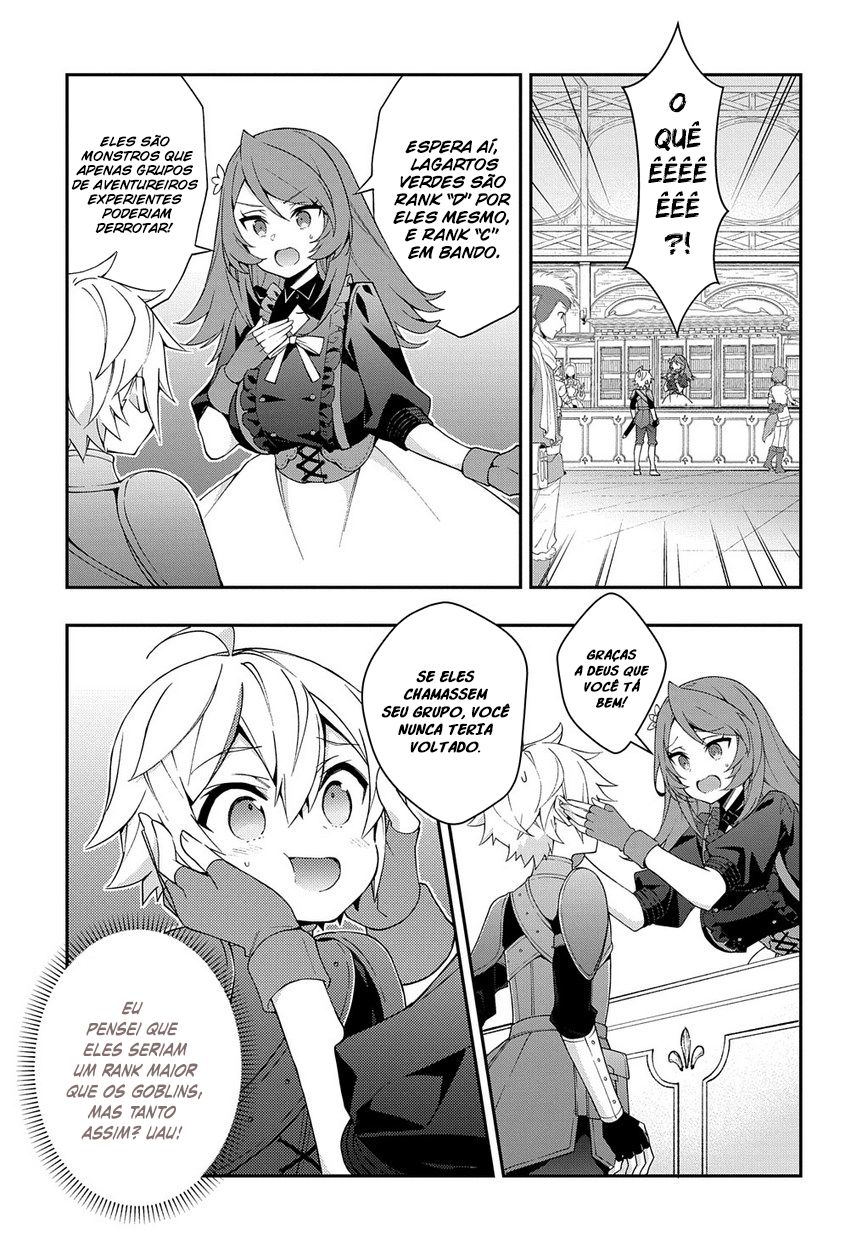 O
QUÊ
ÊÊÊÊ
ÊÊÊ
?!
ESPERA AÍ,
LAGARTOS
VERDES SÃO
RANK "D" POR
ELES MESMO,
E RANK "C"
EM BANDO.
ELES SÃO
MONSTROS QUE
APENAS GRUPOS
DE AVENTUREIROS
EXPERIENTES
PODERIAM
DERROTAR!
GRAÇAS
A DEUS QUE
VOCÊ TÁ
BEM!
SE ELES
CHAMASSEM
SEU GRUPO, VOCÊ
NUNCA TERIA
VOLTADO.
EU
PENSEI QUE
ELES SERIAM
UM RANK MAIOR
QUE OS GOBLINS,
MAS TANTO
ASSIM? UAU!